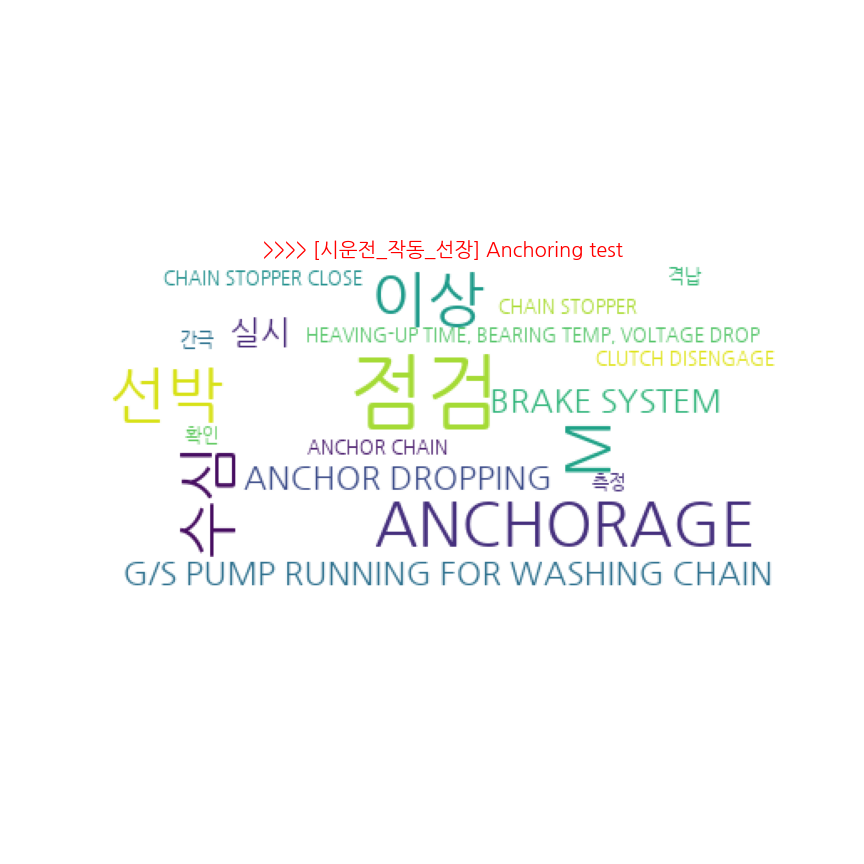 >>>> [시운전_작동_선장] Anchoring test
CHAIN STOPPER CLOSE
이상
격납
CHAIN STOPPER
간극
실시
HEAVING-UP TIME, BEARING TEMP, VOLTAGE DROP
CLUTCH DISENGAGE
선박
점검
BRAKE SYSTEM
확인
ANCHOR CHAIN
M
수심
ANCHOR DROPPING
측정
ANCHORAGE
G/S PUMP RUNNING FOR WASHING CHAIN